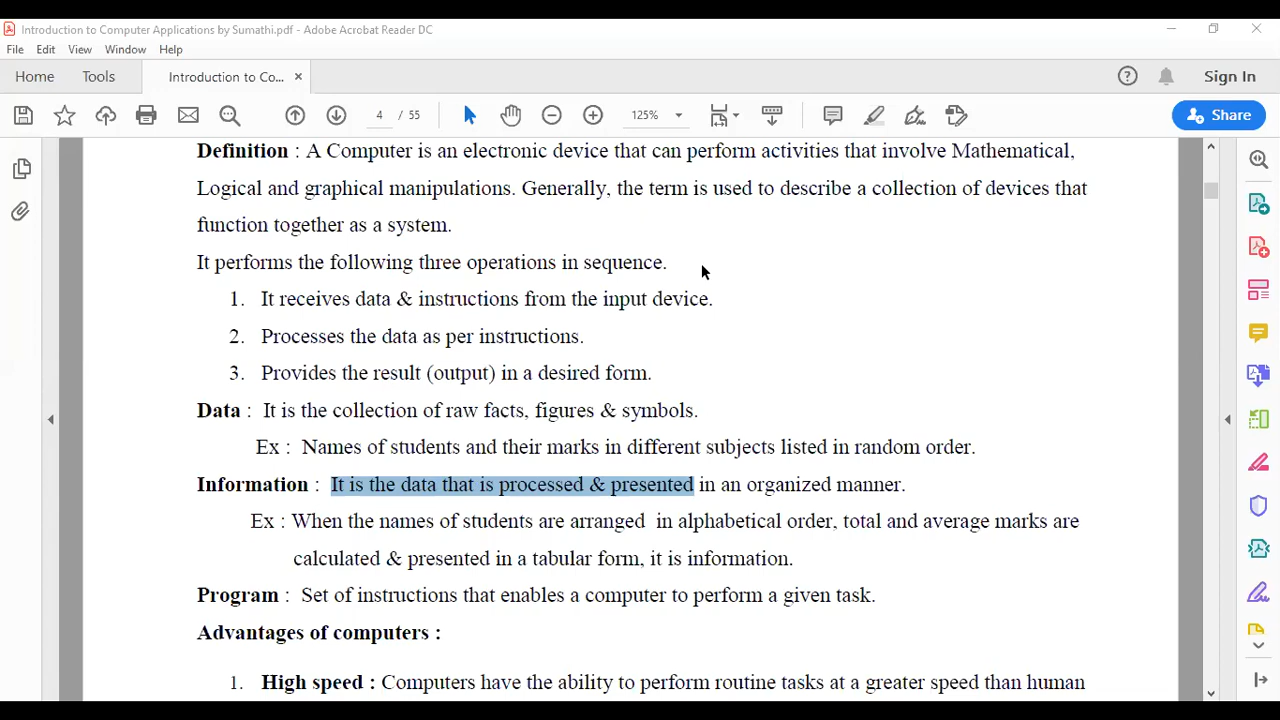 Introduction to Computer Applications by Sumathi.pdf - Adobe Acrobat Reader DC
File Edit View Window Help
Home Tools Introduction to Co... × Sign In
4 / 55 125% Share
Definition : A Computer is an electronic device that can perform activities that involve Mathematical,
Logical and graphical manipulations. Generally, the term is used to describe a collection of devices that
function together as a system.
It performs the following three operations in sequence.
1. It receives data & instructions from the input device.
2. Processes the data as per instructions.
3. Provides the result (output) in a desired form.
Data : It is the collection of raw facts, figures & symbols.
Ex : Names of students and their marks in different subjects listed in random order.
Information : It is the data that is processed & presented in an organized manner.
Ex : When the names of students are arranged in alphabetical order, total and average marks are
calculated & presented in a tabular form, it is information.
Program : Set of instructions that enables a computer to perform a given task.
Advantages of computers :
1. High speed : Computers have the ability to perform routine tasks at a greater speed than human